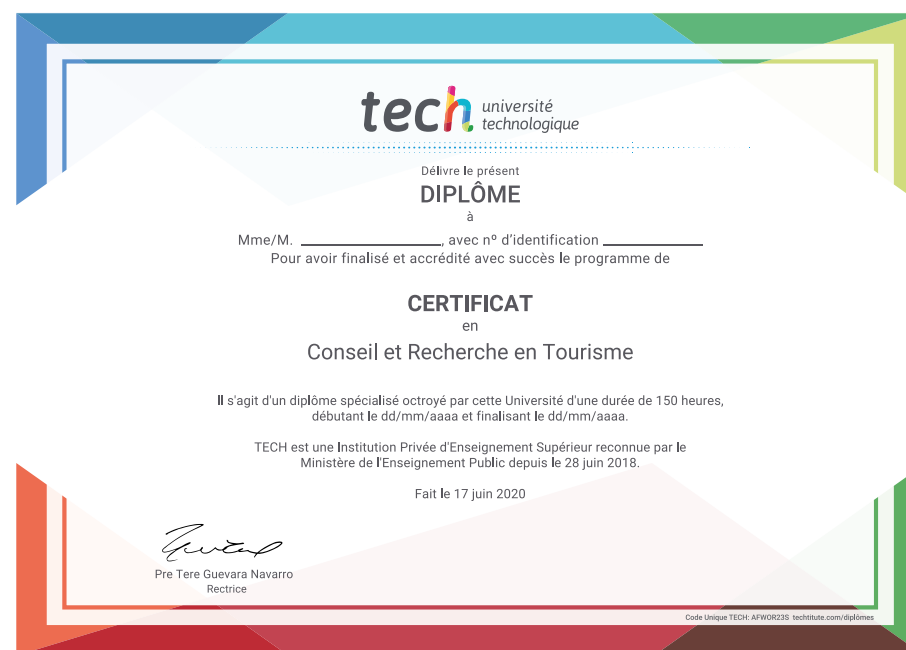 tech université
technologique
Délivre le présent
DIPLÔME
à
Mme/M. ____________________, avec nº d'identification ______________
Pour avoir finalisé et accrédité avec succès le programme de
CERTIFICAT
en
Conseil et Recherche en Tourisme
Il s'agit d'un diplôme spécialisé octroyé par cette Université d'une durée de 150 heures,
débutant le dd/mm/aaaa et finalisant le dd/mm/aaaa.
TECH est une Institution Privée d'Enseignement Supérieur reconnue par le
Ministère de l'Enseignement Public depuis le 28 juin 2018.
Fait le 17 juin 2020
Pre Tere Guevara Navarro
Rectrice
Code Unique TECH: AFWOR23S techtitute.com/diplômes